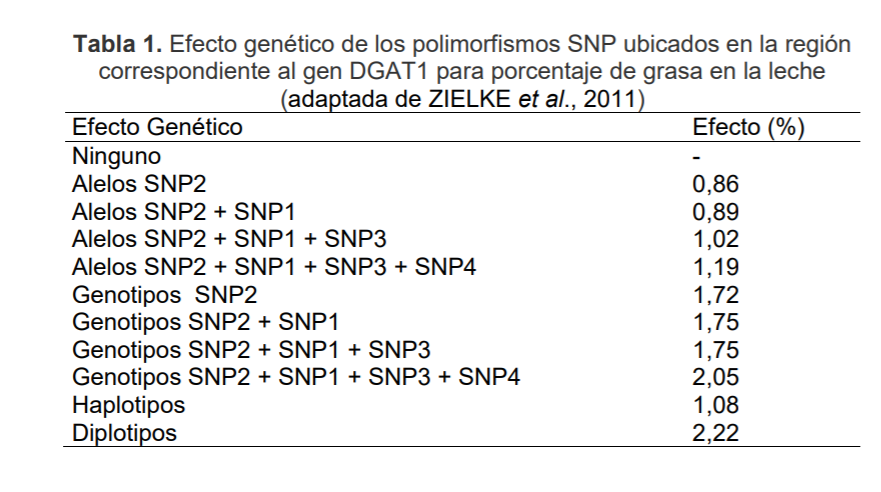 Tabla 1. Efecto genético de los polimorfismos SNP ubicados en la región
correspondiente al gen DGAT1 para porcentaje de grasa en la leche
(adaptada de ZIELKE et al., 2011)
Efecto Genético Efecto (%)
Ninguno -
Alelos SNP2 0,86
Alelos SNP2 + SNP1 0,89
Alelos SNP2 + SNP1 + SNP3 1,02
Alelos SNP2 + SNP1 + SNP3 + SNP4 1,19
Genotipos  SNP2 1,72
Genotipos SNP2 + SNP1 1,75
Genotipos SNP2 + SNP1 + SNP3 1,75
Genotipos SNP2 + SNP1 + SNP3 + SNP4 2,05
Haplotipos 1,08
Diplotipos 2,22